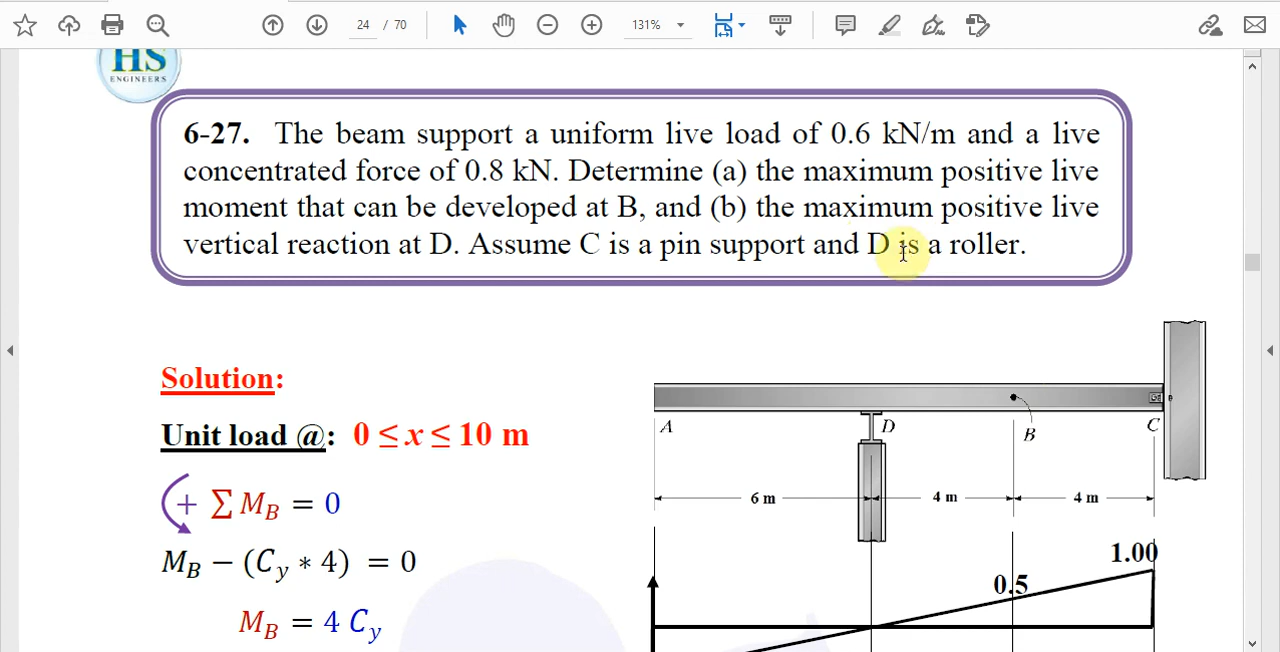 24 / 70
131%
HS
ENGINEERS
6-27. The beam support a uniform live load of 0.6 kN/m and a live
concentrated force of 0.8 kN. Determine (a) the maximum positive live
moment that can be developed at B, and (b) the maximum positive live
vertical reaction at D. Assume C is a pin support and D is a roller.
Solution:
Unit load @: 0 ≤ x ≤ 10 m
+ ∑ M_B = 0
M_B − (C_y * 4) = 0
M_B = 4 C_y
A
D
B
C
6 m
4 m
4 m
1.00
0.5